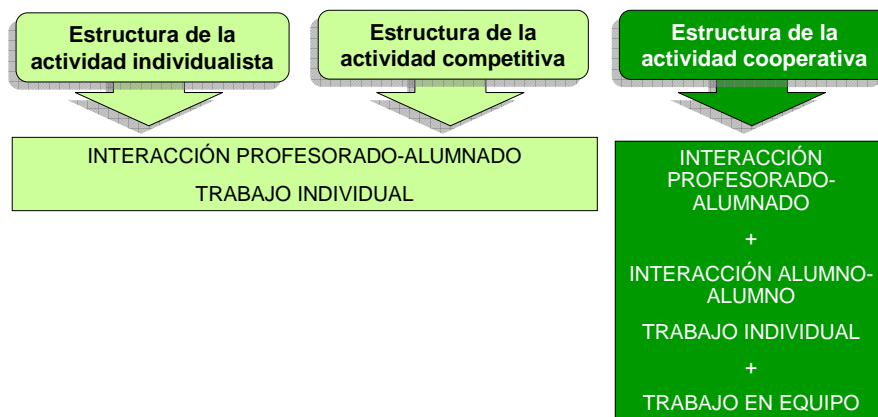 Estructura de la
actividad individualista
Estructura de la
actividad competitiva
Estructura de la
actividad cooperativa
INTERACCIÓN PROFESORADO-ALUMNADO
TRABAJO INDIVIDUAL
INTERACCIÓN
PROFESORADO-
ALUMNADO
+
INTERACCIÓN ALUMNO-
ALUMNO
TRABAJO INDIVIDUAL
+
TRABAJO EN EQUIPO